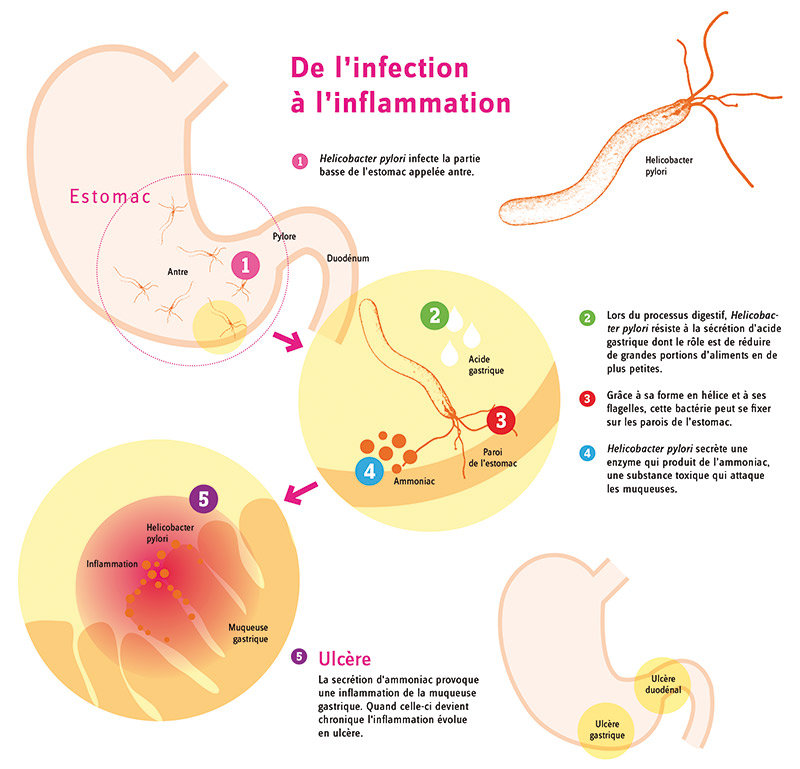 De l'infection
à l'inflammation
1
Helicobacter pylori infecte la partie
basse de l'estomac appelée antre.
Helicobacter
pylori
Estomac
Antre
1
Pylore
Duodénum
2
Acide
gastrique
3
Paroi
de l'estomac
4
Ammoniac
2
Lors du processus digestif, Helicobac-
ter pylori résiste à la sécrétion d'acide
gastrique dont le rôle est de réduire
de grandes portions d'aliments en de
plus petites.
3
Grâce à sa forme en hélice et à ses
flagelles, cette bactérie peut se fixer
sur les parois de l'estomac.
4
Helicobacter pylori secrète une
enzyme qui produit de l'ammoniac,
une substance toxique qui attaque
les muqueuses.
5
Helicobacter
pylori
Inflammation
Muqueuse
gastrique
5
Ulcère
La secrétion d'ammoniac provoque
une inflammation de la muqueuse
gastrique. Quand celle-ci devient
chronique l'inflammation évolue
en ulcère.
Ulcère
duodénal
Ulcère
gastrique